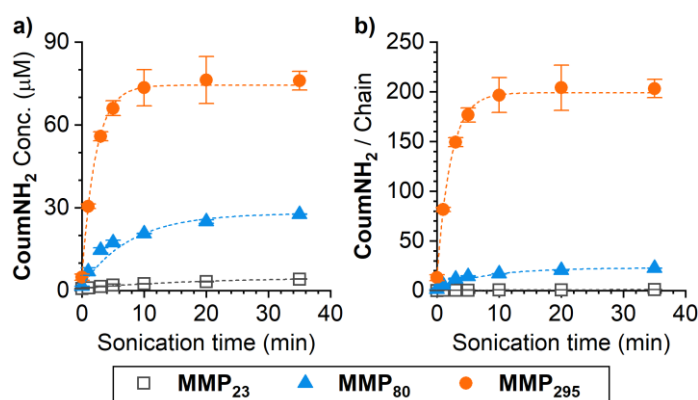 a)
b)
CoumNH₂ Conc. (μM)
90
60
30
0
0 10 20 30 40
Sonication time (min)
CoumNH₂ / Chain
250
200
150
100
50
0
0 10 20 30 40
Sonication time (min)
MMP₂₃ MMP₈₀ MMP₂₉₅